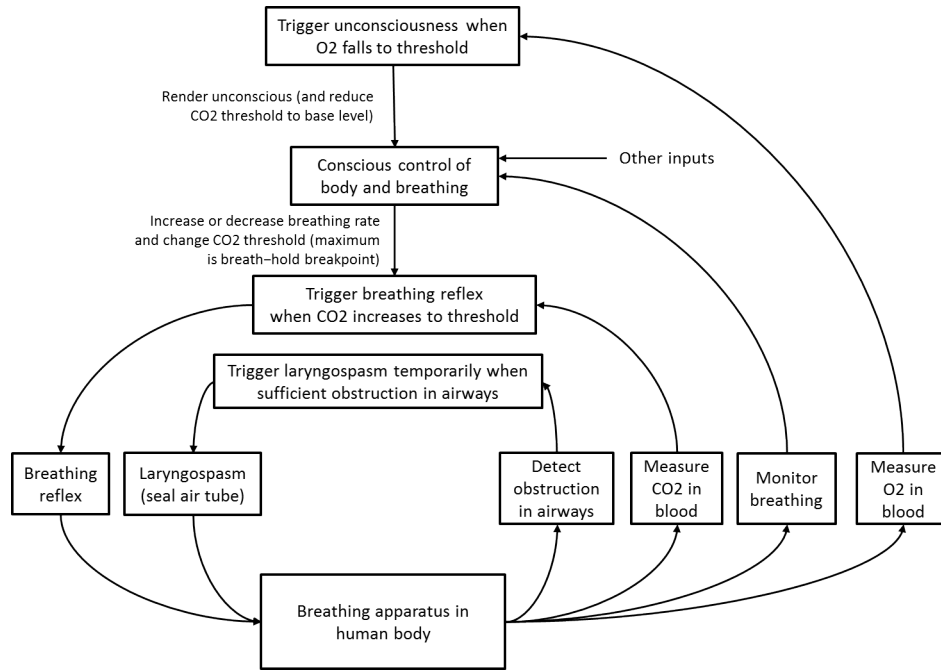 Trigger unconsciousness when
O2 falls to threshold
Render unconscious (and reduce
CO2 threshold to base level)
Conscious control of
body and breathing
Other inputs
Increase or decrease breathing rate
and change CO2 threshold (maximum
is breath–hold breakpoint)
Trigger breathing reflex
when CO2 increases to threshold
Trigger laryngospasm temporarily when
sufficient obstruction in airways
Breathing
reflex
Laryngospasm
(seal air tube)
Detect
obstruction
in airways
Measure
CO2 in
blood
Monitor
breathing
Measure
O2 in
blood
Breathing apparatus in
human body